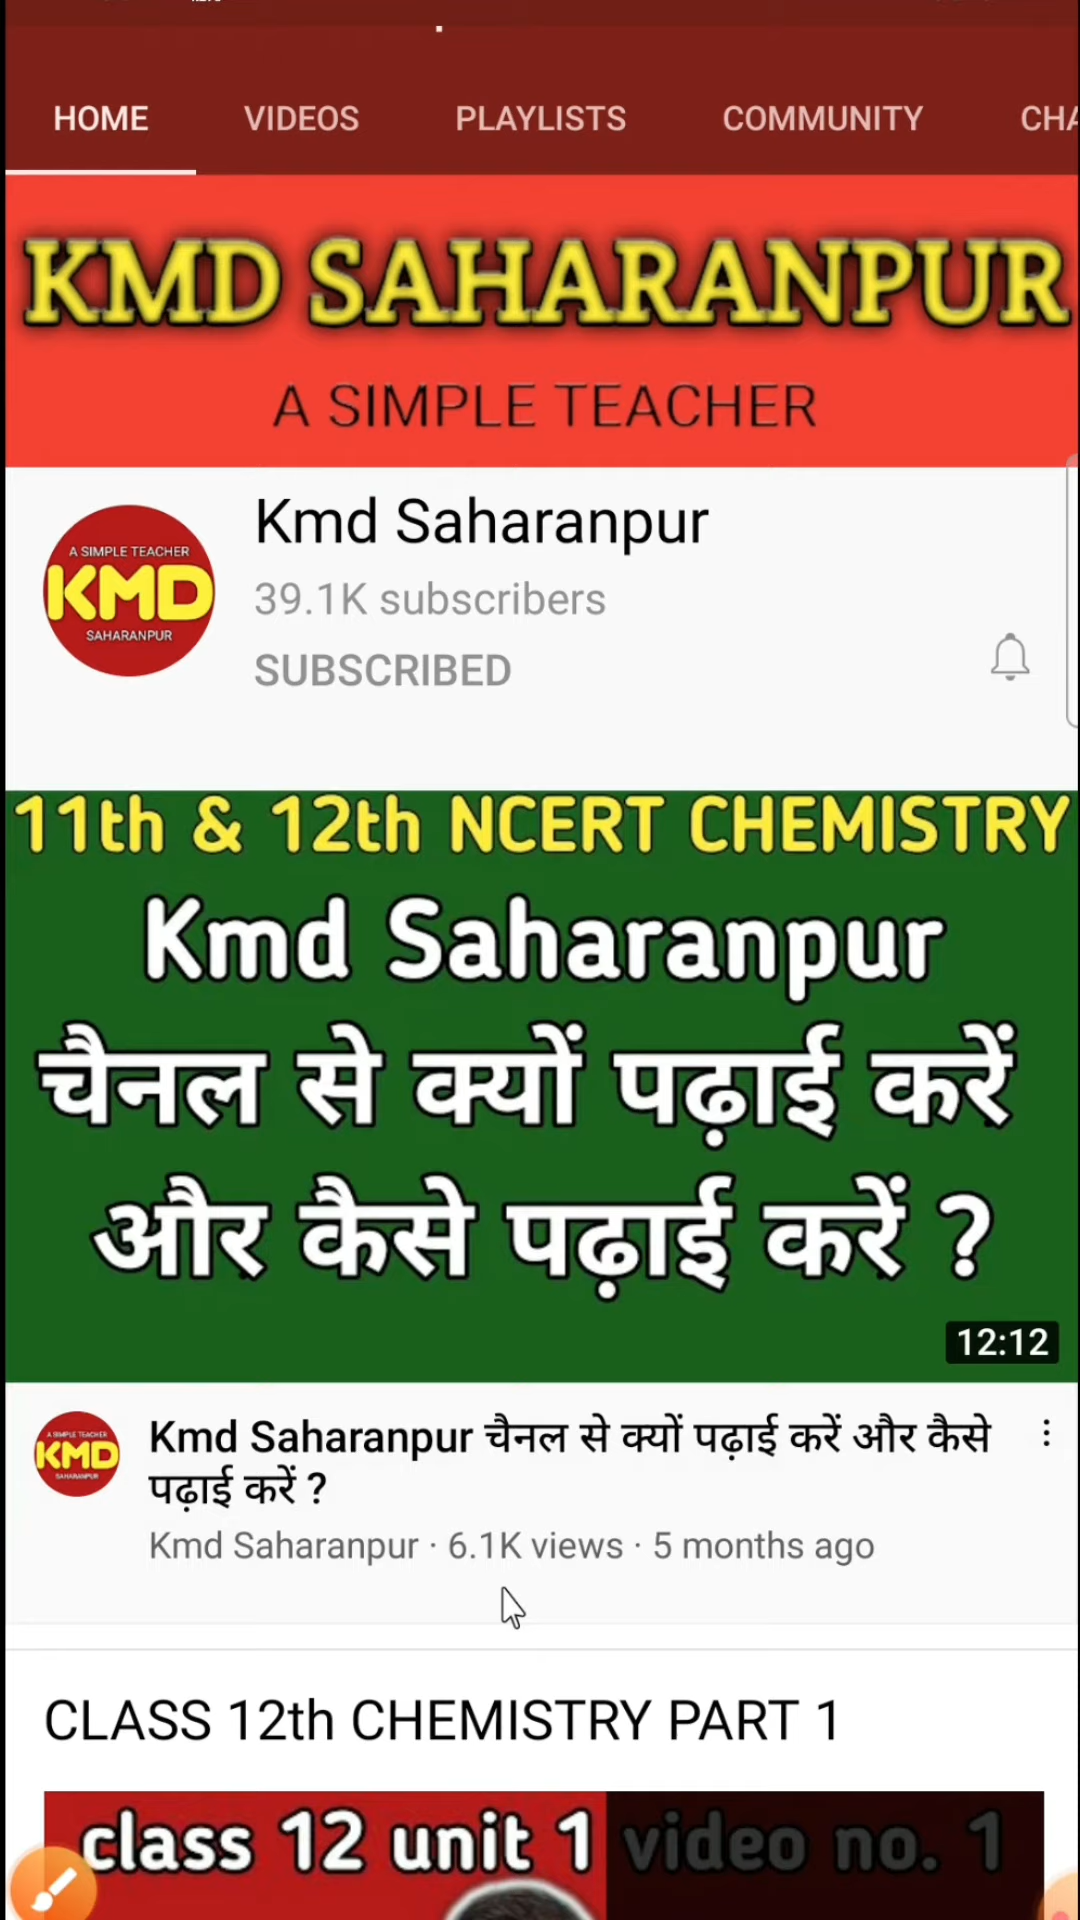 HOME VIDEOS PLAYLISTS COMMUNITY CHA
KMD SAHARANPUR
A SIMPLE TEACHER
A SIMPLE TEACHER
KMD
SAHARANPUR
Kmd Saharanpur
39.1K subscribers
SUBSCRIBED
11th & 12th NCERT CHEMISTRY
Kmd Saharanpur
चैनल से क्यों पढ़ाई करें
और कैसे पढ़ाई करें ?
12:12
A SIMPLE TEACHER
KMD
SAHARANPUR
Kmd Saharanpur चैनल से क्यों पढ़ाई करें और कैसे
पढ़ाई करें ?
Kmd Saharanpur · 6.1K views · 5 months ago
CLASS 12th CHEMISTRY PART 1
class 12 unit 1 video no. 1